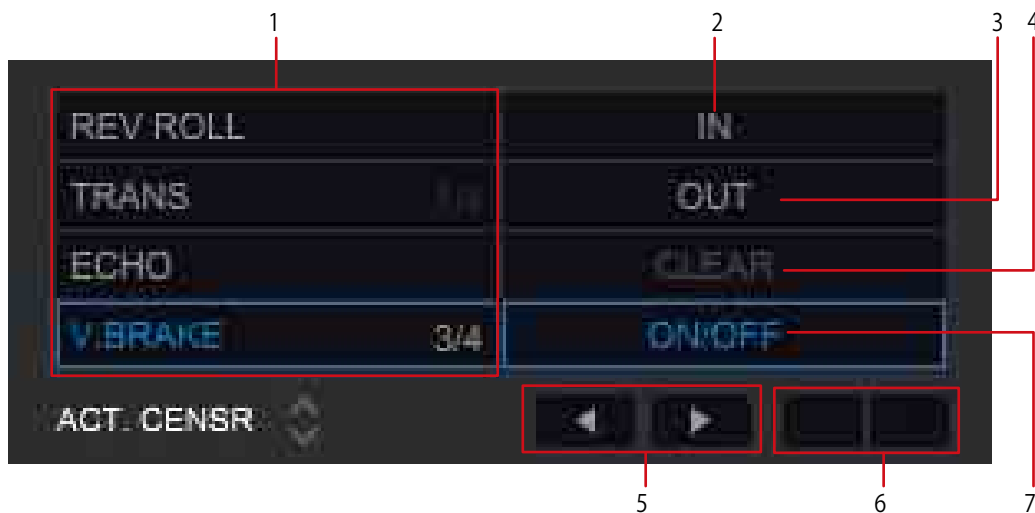 1 2 3 4
REV ROLL IN
TRANS OUT
ECHO CLEAR
V.BRAKE 3/4 ON/OFF
ACT. CENSR
5 6 7